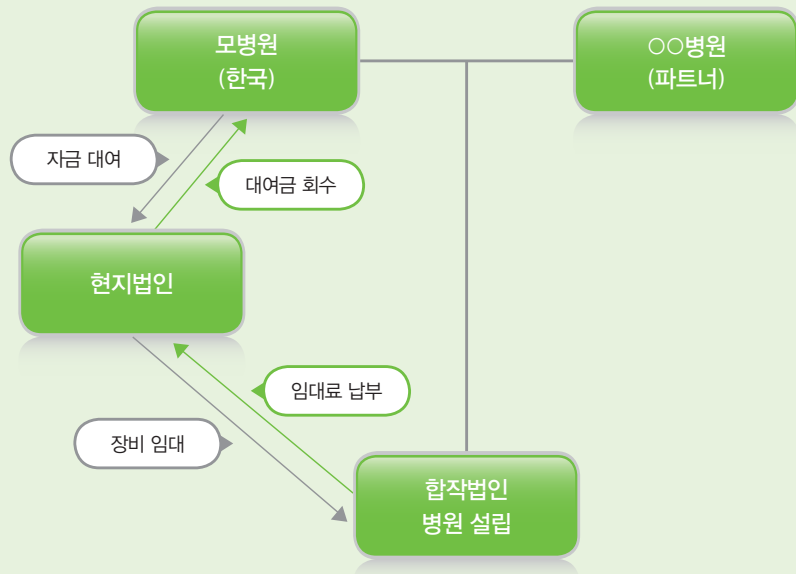 모병원
(한국)
○○병원
(파트너)
자금 대여
대여금 회수
현지법인
임대료 납부
장비 임대
합작법인
병원 설립